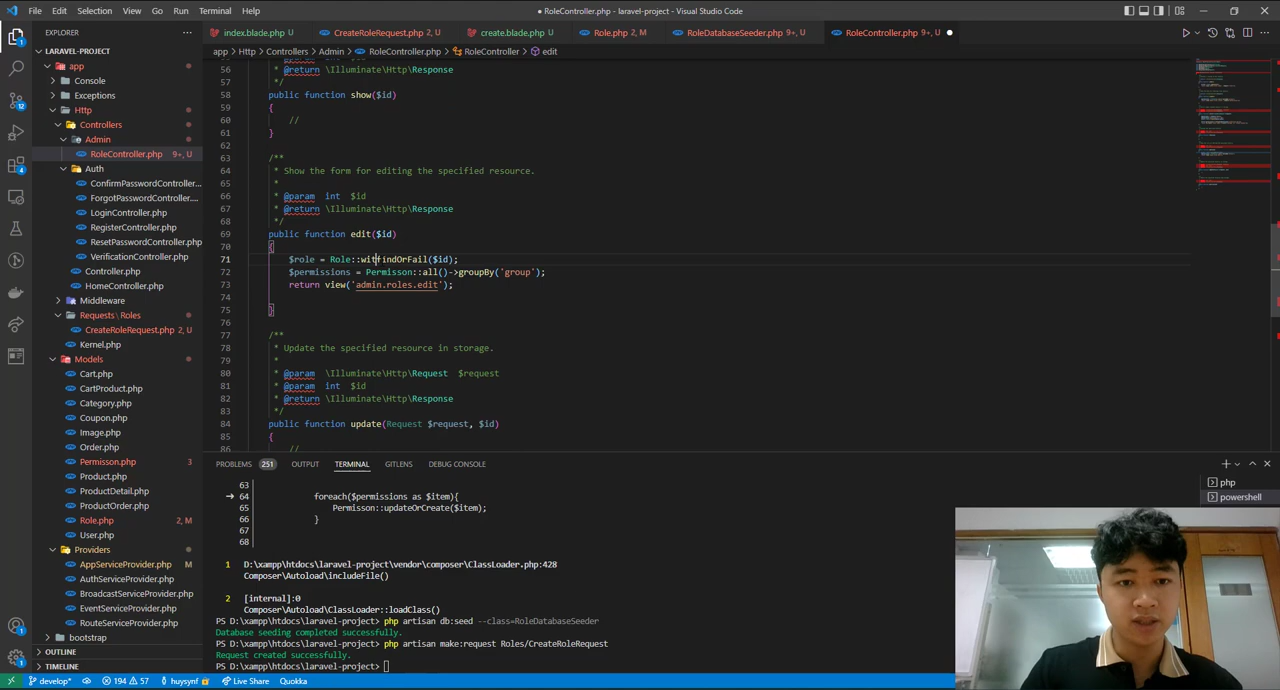 File Edit Selection View Go Run Terminal Help
● RoleController.php - laravel-project - Visual Studio Code
EXPLORER ···
index.blade.php U CreateRoleRequest.php 2, U create.blade.php U Role.php 2, M RoleDatabaseSeeder.php 9+, U RoleController.php 9+, U ●
app > Http > Controllers > Admin > RoleController.php > RoleController > edit
LARAVEL-PROJECT
app
Console
Exceptions
Http
Controllers
Admin
RoleController.php 9+, U
Auth
ConfirmPasswordController...
ForgotPasswordController....
LoginController.php
RegisterController.php
ResetPasswordController.php
VerificationController.php
Controller.php
HomeController.php
Middleware
Requests\ Roles
CreateRoleRequest.php 2, U
Kernel.php
Models
Cart.php
CartProduct.php
Category.php
Coupon.php
Image.php
Order.php
Permisson.php 3
Product.php
ProductDetail.php
ProductOrder.php
Role.php 2, M
User.php
Providers
AppServiceProvider.php M
AuthServiceProvider.php
BroadcastServiceProvider.php
EventServiceProvider.php
RouteServiceProvider.php
bootstrap
OUTLINE
TIMELINE
56 * @return \Illuminate\Http\Response
57 */
58 public function show($id)
59 {
60 //
61 }
62
63 /**
64 * Show the form for editing the specified resource.
65 *
66 * @param int $id
67 * @return \Illuminate\Http\Response
68 */
69 public function edit($id)
70 {
71 $role = Role::witfindOrFail($id);
72 $permissions = Permisson::all()->groupBy('group');
73 return view('admin.roles.edit');
74
75 }
76
77 /**
78 * Update the specified resource in storage.
79 *
80 * @param \Illuminate\Http\Request $request
81 * @param int $id
82 * @return \Illuminate\Http\Response
83 */
84 public function update(Request $request, $id)
85 {
86 //
PROBLEMS 251 OUTPUT TERMINAL GITLENS DEBUG CONSOLE
php
powershell
63
→ 64 foreach($permissions as $item){
65 Permisson::updateOrCreate($item);
66 }
67
68
1 D:\xampp\htdocs\laravel-project\vendor\composer\ClassLoader.php:428
Composer\Autoload\includeFile()
2 [internal]:0
Composer\Autoload\ClassLoader::loadClass()
PS D:\xampp\htdocs\laravel-project> php artisan db:seed --class=RoleDatabaseSeeder
Database seeding completed successfully.
PS D:\xampp\htdocs\laravel-project> php artisan make:request Roles/CreateRoleRequest
Request created successfully.
PS D:\xampp\htdocs\laravel-project>
develop* 194 57 huysynf Live Share Quokka